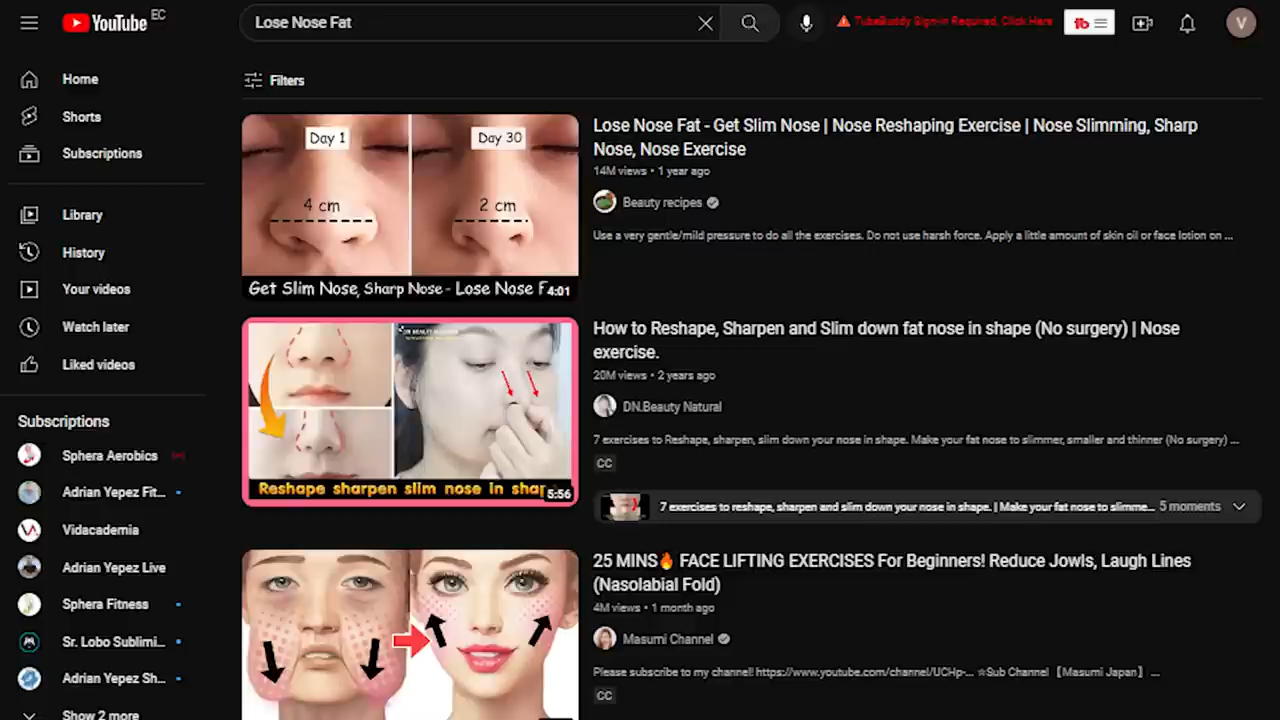 YouTube EC
Lose Nose Fat
TubeBuddy Sign-in Required, Click Here
tb
V
Home
Shorts
Subscriptions
Library
History
Your videos
Watch later
Liked videos
Subscriptions
Sphera Aerobics
Adrian Yepez Fit...
Vidacademia
Adrian Yepez Live
Sphera Fitness
Sr. Lobo Sublimi...
Adrian Yepez Sh...
Show 2 more
Filters
Day 1
Day 30
4 cm
2 cm
Get Slim Nose, Sharp Nose - Lose Nose F
4:01
Lose Nose Fat - Get Slim Nose | Nose Reshaping Exercise | Nose Slimming, Sharp
Nose, Nose Exercise
14M views • 1 year ago
Beauty recipes
Use a very gentle/mild pressure to do all the exercises. Do not use harsh force. Apply a little amount of skin oil or face lotion on ...
Reshape sharpen slim nose in shap
5:56
How to Reshape, Sharpen and Slim down fat nose in shape (No surgery) | Nose
exercise.
20M views • 2 years ago
DN.Beauty Natural
7 exercises to Reshape, sharpen, slim down your nose in shape. Make your fat nose to slimmer, smaller and thinner (No surgery) ...
CC
7 exercises to reshape, sharpen and slim down your nose in shape. | Make your fat nose to slimme... 5 moments
25 MINS🔥 FACE LIFTING EXERCISES For Beginners! Reduce Jowls, Laugh Lines
(Nasolabial Fold)
4M views • 1 month ago
Masumi Channel
Please subscribe to my channel! https://www.youtube.com/channel/UCHp-... ☆Sub Channel 【Masumi Japan】 ...
CC